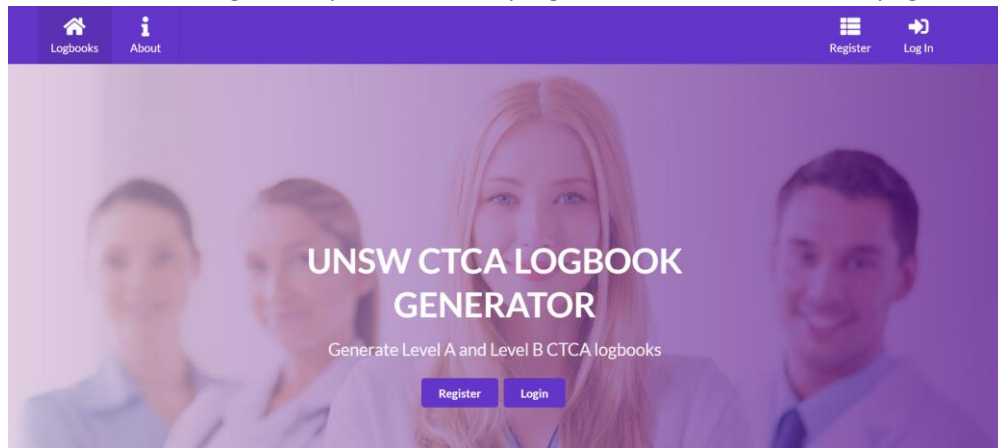 Logbooks
About
Register
Log In
UNSW CTCA LOGBOOK
GENERATOR
Generate Level A and Level B CTCA logbooks
Register
Login